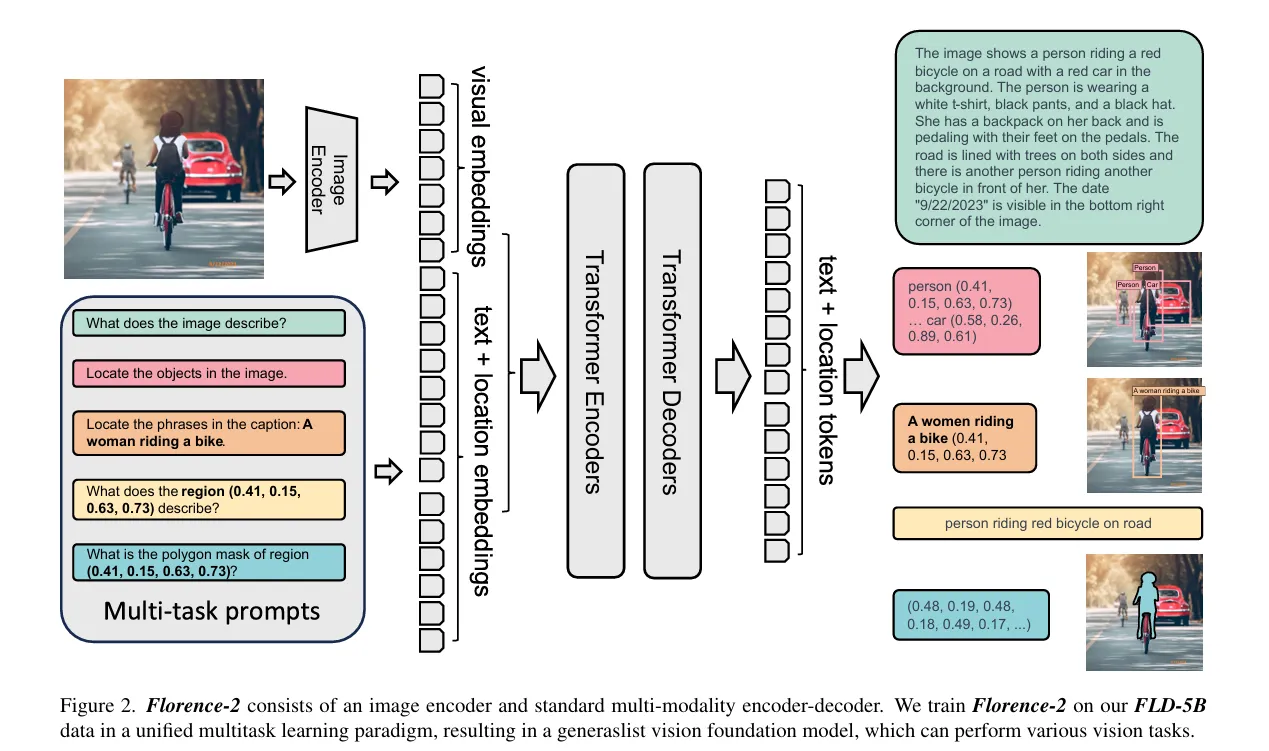 Image
Encoder
visual embeddings
text + location embeddings
Transformer Encoders
Transformer Decoders
text + location tokens
What does the image describe?
Locate the objects in the image.
Locate the phrases in the caption: A
woman riding a bike.
What does the region (0.41, 0.15,
0.63, 0.73) describe?
What is the polygon mask of region
(0.41, 0.15, 0.63, 0.73)?
Multi-task prompts
The image shows a person riding a red
bicycle on a road with a red car in the
background. The person is wearing a
white t-shirt, black pants, and a black hat.
She has a backpack on her back and is
pedaling with their feet on the pedals. The
road is lined with trees on both sides and
there is another person riding another
bicycle in front of her. The date
"9/22/2023" is visible in the bottom right
corner of the image.
person (0.41,
0.15, 0.63, 0.73)
… car (0.58, 0.26,
0.89, 0.61)
Person
Person
Car
A women riding
a bike (0.41,
0.15, 0.63, 0.73
A woman riding a bike
person riding red bicycle on road
(0.48, 0.19, 0.48,
0.18, 0.49, 0.17, ...)
Figure 2. Florence-2 consists of an image encoder and standard multi-modality encoder-decoder. We train Florence-2 on our FLD-5B
data in a unified multitask learning paradigm, resulting in a generaslist vision foundation model, which can perform various vision tasks.